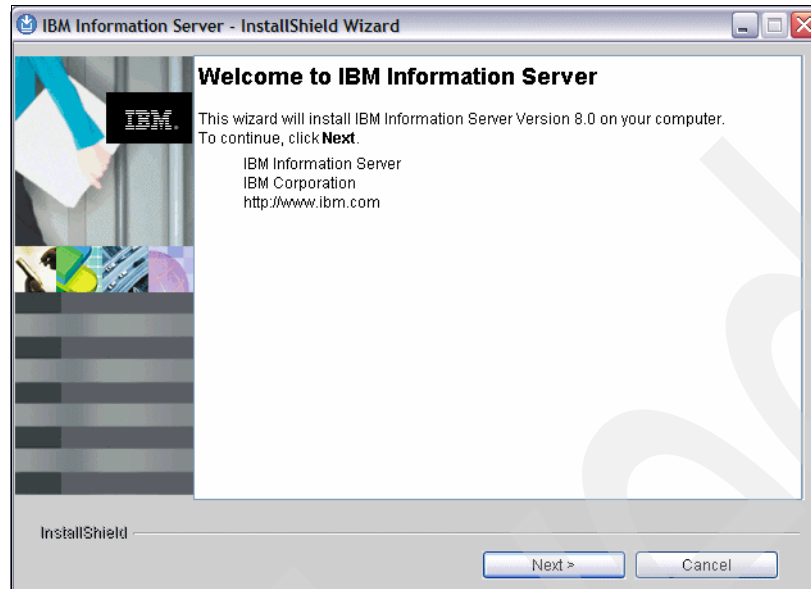 IBM Information Server - InstallShield Wizard
IBM.
Welcome to IBM Information Server
This wizard will install IBM Information Server Version 8.0 on your computer.
To continue, click Next.
IBM Information Server
IBM Corporation
http://www.ibm.com
InstallShield
Next >
Cancel